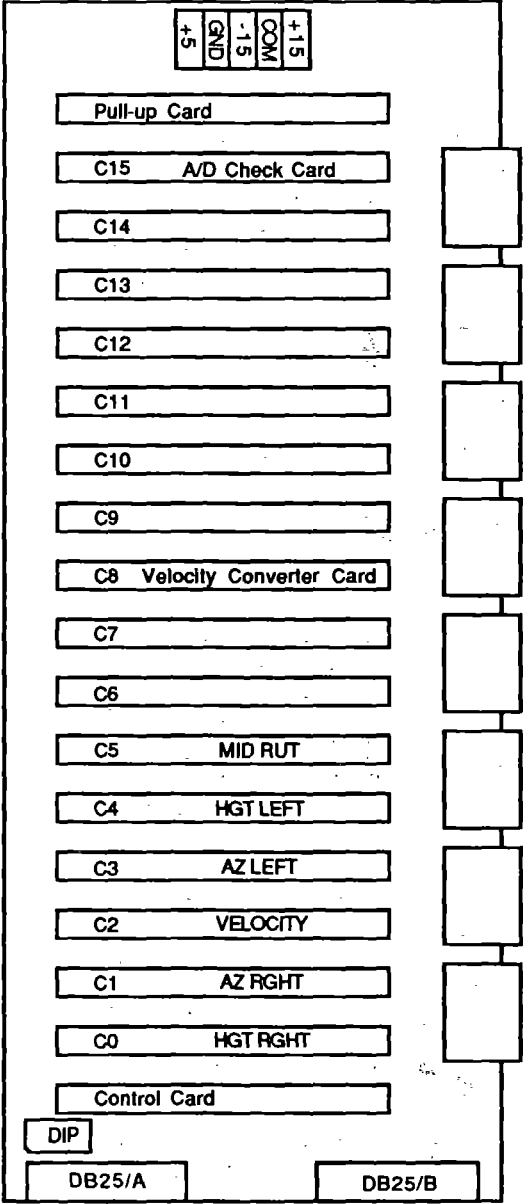 +5 GND -15 COM +15
Pull-up Card
C15 A/D Check Card
C14
C13
C12
C11
C10
C9
C8 Velocity Converter Card
C7
C6
C5 MID RUT
C4 HGT LEFT
C3 AZ LEFT
C2 VELOCITY
C1 AZ RGHT
C0 HGT RGHT
Control Card
DIP
DB25/A DB25/B